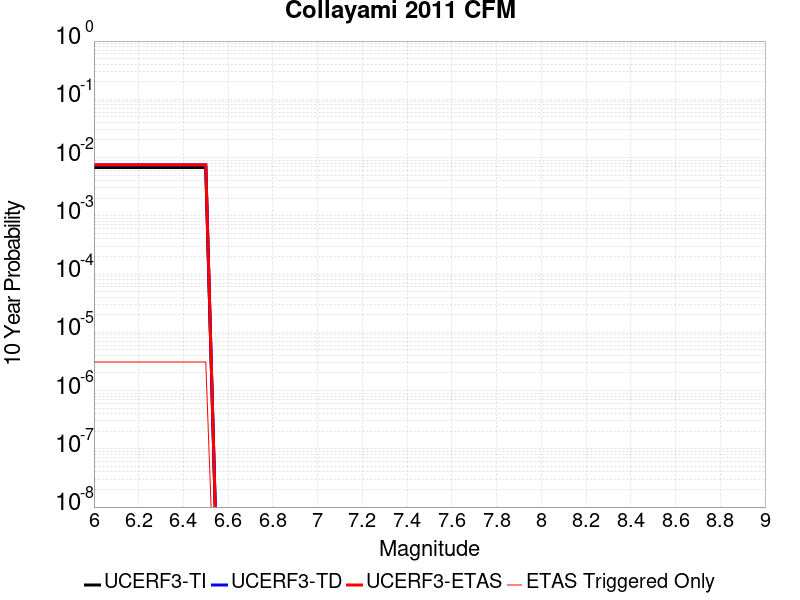 Collayami 2011 CFM
10 0
10 -1
10 -2
10 -3
10 -4
10 -5
10 -6
10 -7
10 -8
10 Year Probability
6 6.2 6.4 6.6 6.8 7 7.2 7.4 7.6 7.8 8 8.2 8.4 8.6 8.8 9
Magnitude
UCERF3-TI UCERF3-TD UCERF3-ETAS ETAS Triggered Only